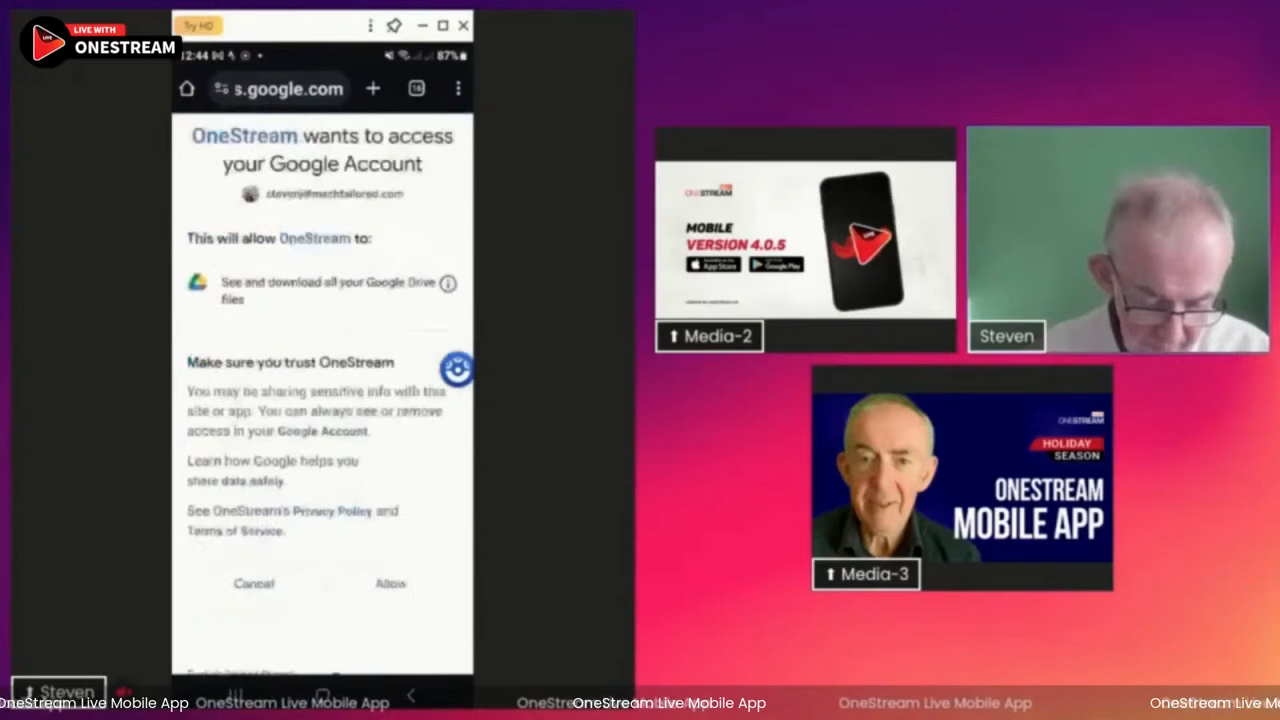 LIVE WITH
ONESTREAM
LIVE
Try HD
12:44
87%
s.google.com
16
OneStream wants to access
your Google Account
This will allow OneStream to:
See and download all your Google Drive
files
Make sure you trust OneStream
You may be sharing sensitive info with this
site or app. You can always see or remove
access in your Google Account.
Learn how Google helps you
share data safely.
See OneStream's Privacy Policy and
Terms of Service.
Cancel
Allow
Steven
ONESTREAM
MOBILE
VERSION 4.0.5
App Store
Google Play
LIVE
Media-2
Steven
ONESTREAM
HOLIDAY
SEASON
ONESTREAM
MOBILE APP
Media-3
OneStream Live Mobile App OneStream Live Mobile App OneStream Live Mobile App OneStream Live Mobile App